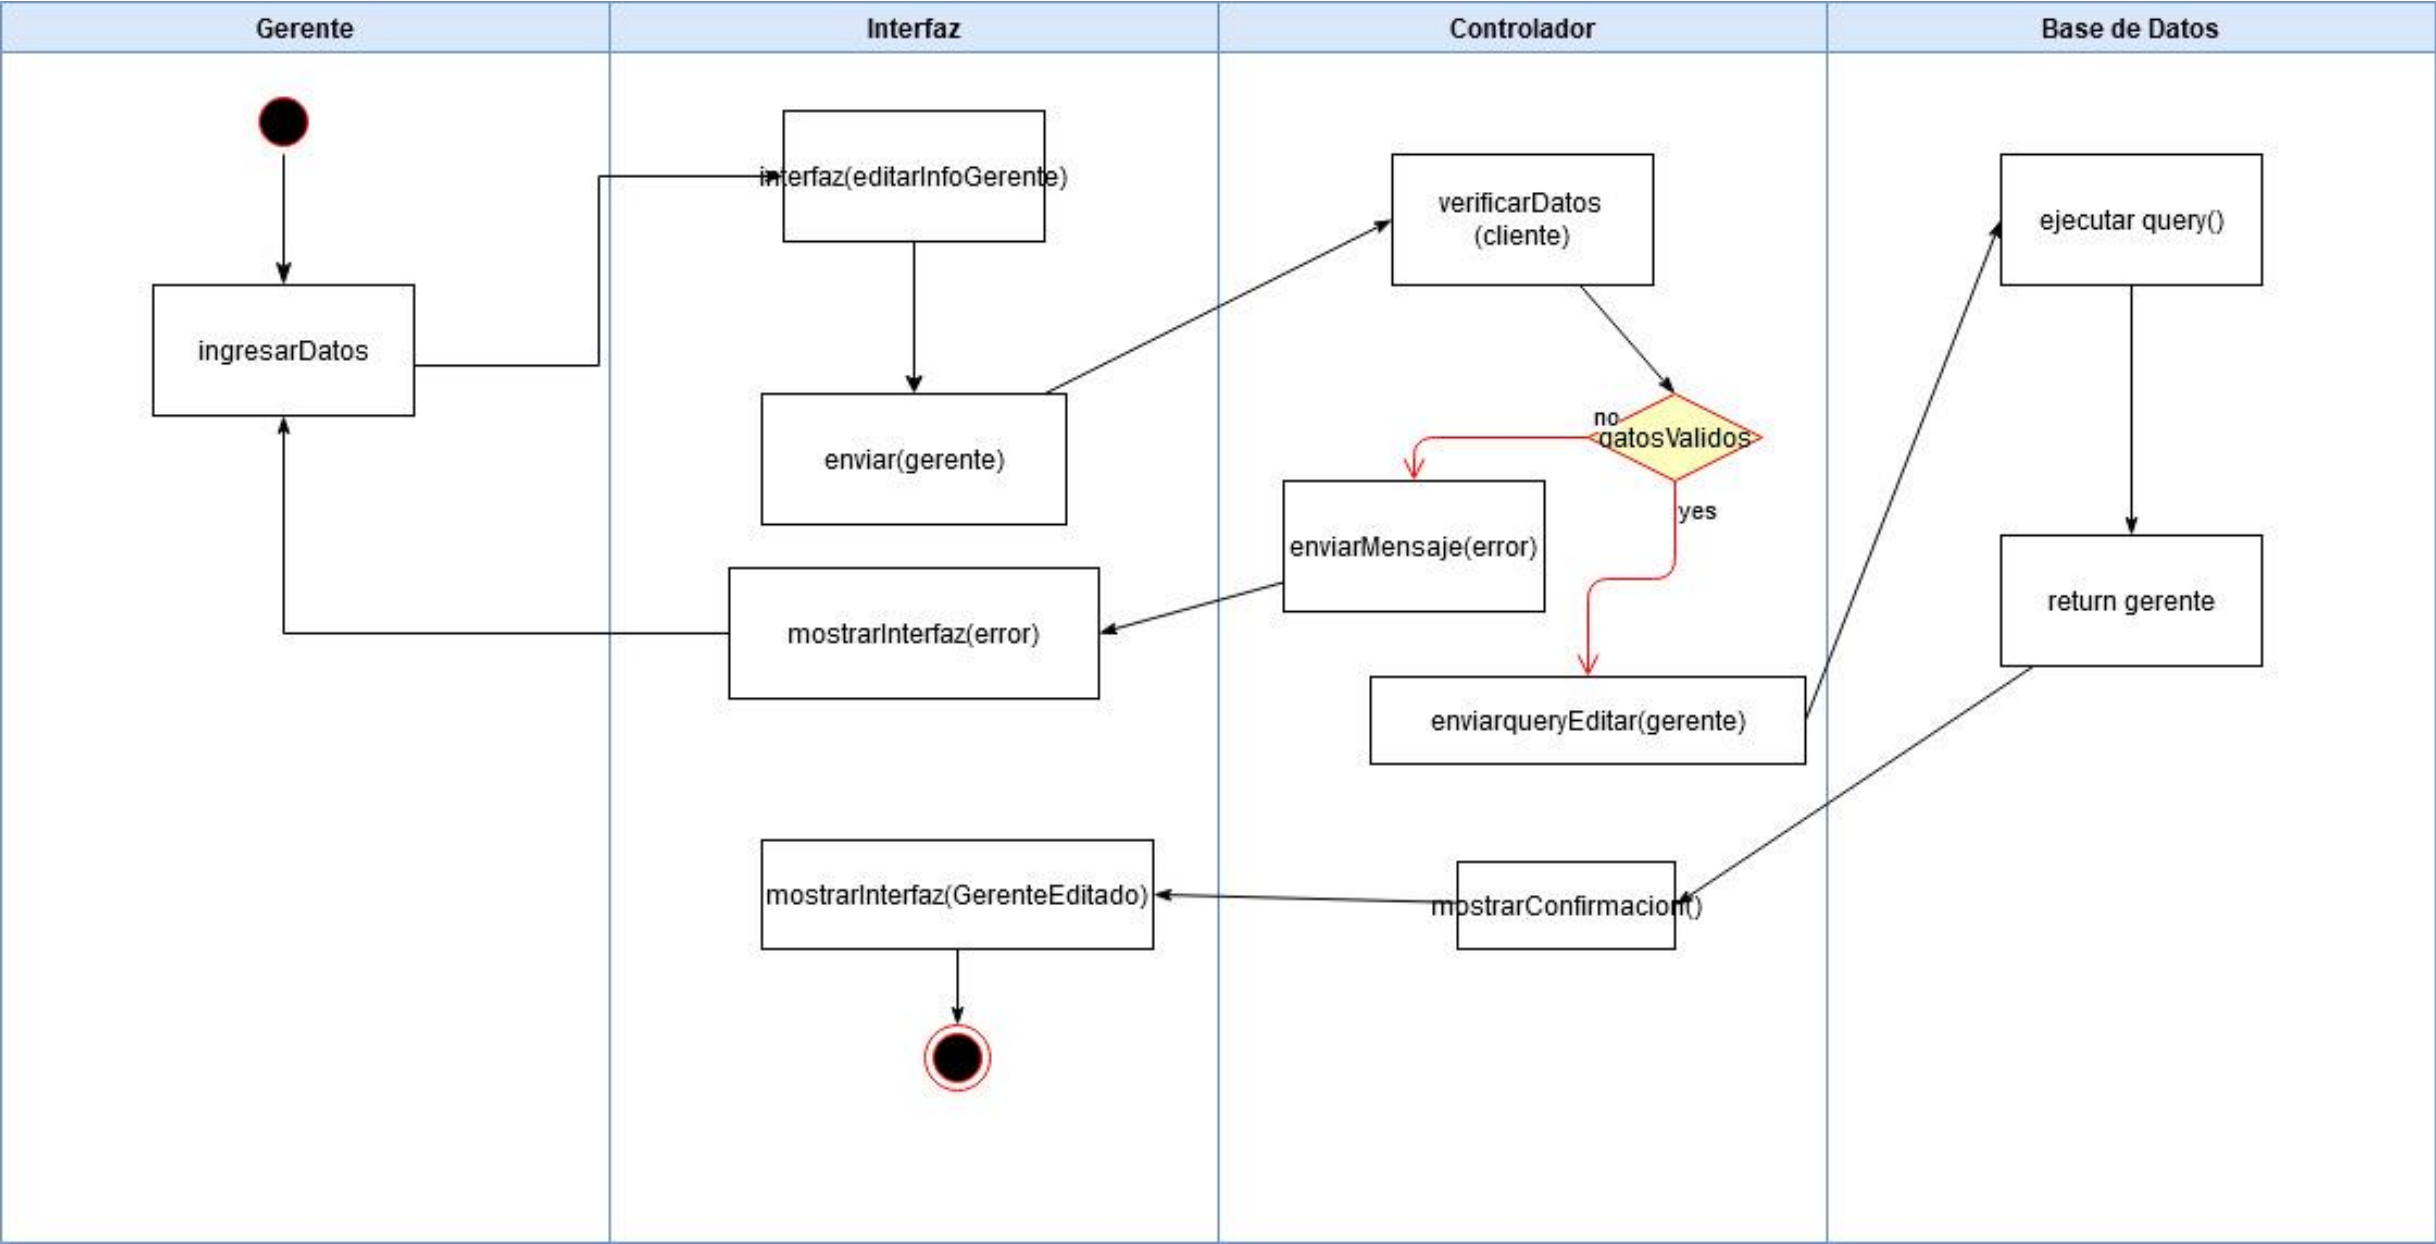 Gerente
Interfaz
Controlador
Base de Datos
interfaz(editarInfoGerente)
verificarDatos
(cliente)
ejecutar query()
ingresarDatos
enviar(gerente)
no
datosValidos
yes
enviarMensaje(error)
mostrarInterfaz(error)
return gerente
enviarqueryEditar(gerente)
mostrarInterfaz(GerenteEditado)
mostrarConfirmacion()